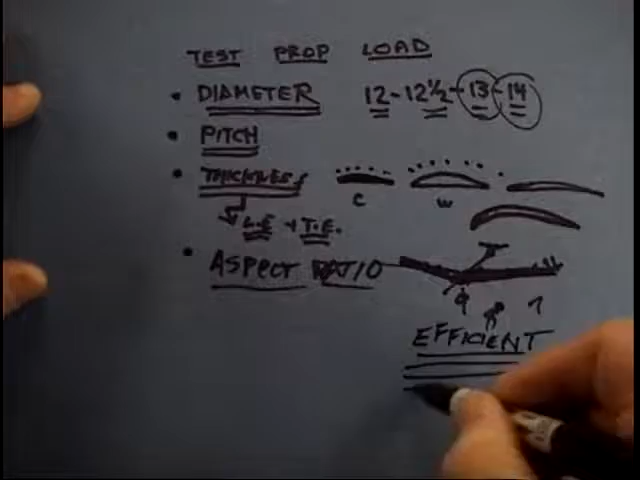 TEST PROP LOAD
• DIAMETER 12 - 12½ - 13 - 14
• PITCH
• THICKNESS
C W
L.E + T.E.
• ASPECT RATIO
EFFICIENT